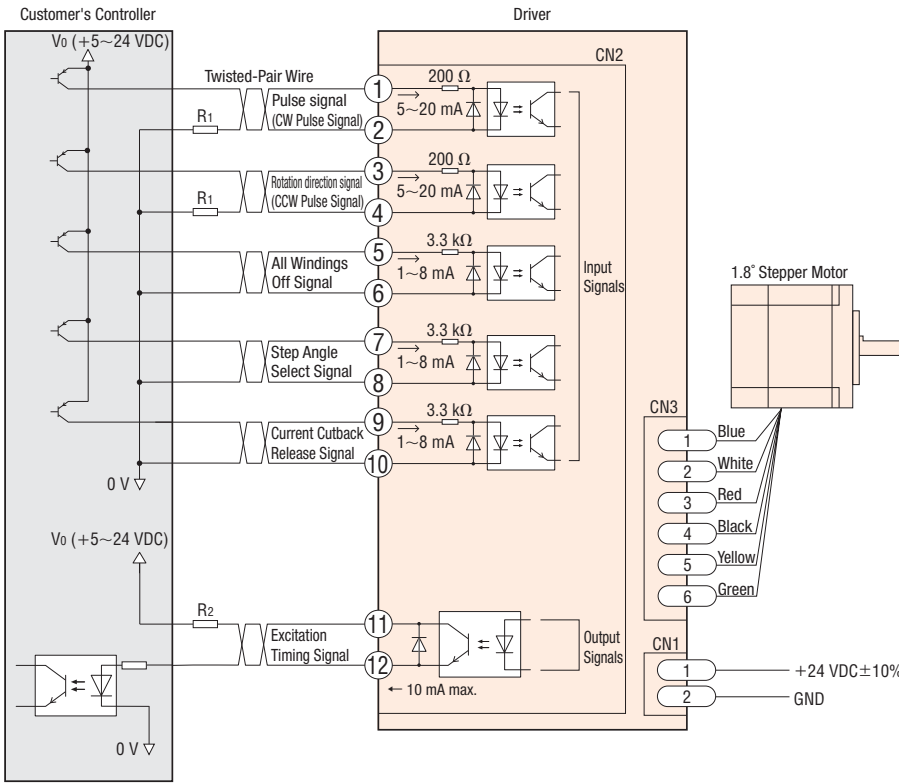 Customer's Controller
Driver
V0 (+5~24 VDC)
CN2
Twisted-Pair Wire
1
200 Ω
Pulse signal
(CW Pulse Signal)
5~20 mA
R1
2
3
200 Ω
Rotation direction signal
(CCW Pulse Signal)
5~20 mA
R1
4
5
3.3 kΩ
All Windings
Off Signal
1~8 mA
6
Input
Signals
1.8° Stepper Motor
7
3.3 kΩ
Step Angle
Select Signal
1~8 mA
8
9
3.3 kΩ
Current Cutback
Release Signal
1~8 mA
10
0 V
CN3
1 Blue
2 White
3 Red
4 Black
5 Yellow
6 Green
V0 (+5~24 VDC)
R2
11
Excitation
Timing Signal
12
Output
Signals
← 10 mA max.
0 V
CN1
1 +24 VDC±10%
2 GND